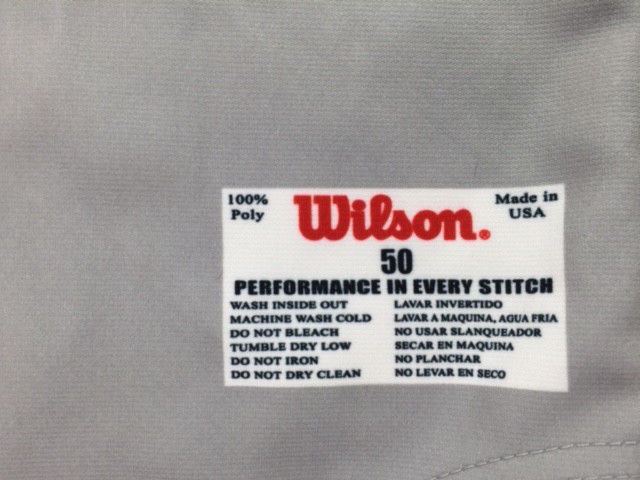 100% Poly
Wilson.
Made in USA
50
PERFORMANCE IN EVERY STITCH
WASH INSIDE OUT
MACHINE WASH COLD
DO NOT BLEACH
TUMBLE DRY LOW
DO NOT IRON
DO NOT DRY CLEAN
LAVAR INVERTIDO
LAVAR A MAQUINA, AGUA FRIA
NO USAR SLANQUEADOR
SECAR EN MAQUINA
NO PLANCHAR
NO LEVAR EN SECO